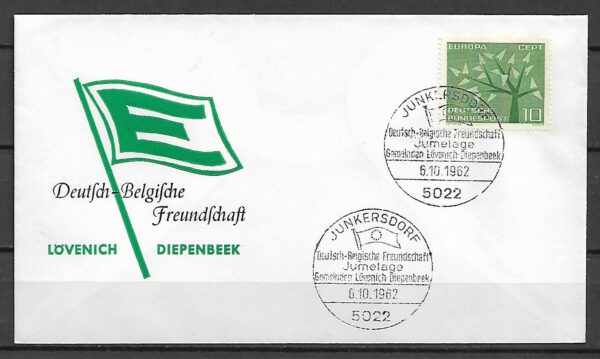 E
Deutſch-Belgiſche
Freundſchaft
LÖVENICH DIEPENBEEK
EUROPA CEPT
DEUTSCHE
BUNDESPOST 10
JUNKERSDORF
Deutsch-Belgische Freundschaft
Jumelage
Gemeinden Lövenich-Diepenbeek
6.10.1962
5022
JUNKERSDORF
Deutsch-Belgische Freundschaft
Jumelage
Gemeinden Lövenich-Diepenbeek
6.10.1962
5022